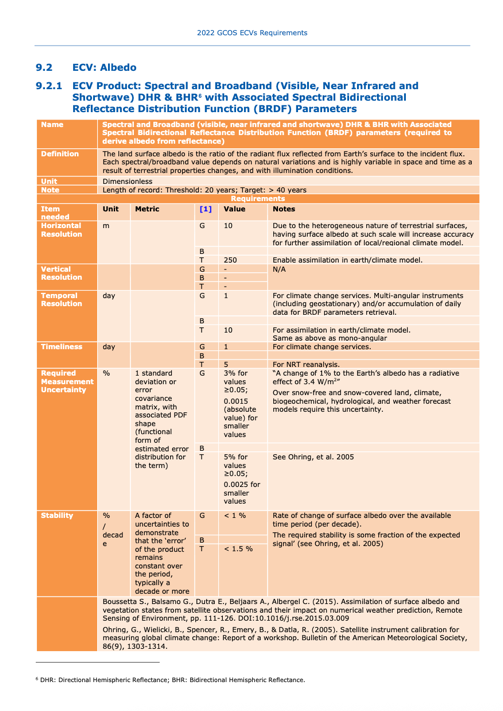 2022 GCOS ECVs Requirements
9.2 ECV: Albedo
9.2.1 ECV Product: Spectral and Broadband (Visible, Near Infrared and
Shortwave) DHR & BHR⁶ with Associated Spectral Bidirectional
Reflectance Distribution Function (BRDF) Parameters
Name Spectral and Broadband (visible, near infrared and shortwave) DHR & BHR with Associated
Spectral Bidirectional Reflectance Distribution Function (BRDF) parameters (required to
derive albedo from reflectance)
Definition The land surface albedo is the ratio of the radiant flux reflected from Earth's surface to the incident flux.
Each spectral/broadband value depends on natural variations and is highly variable in space and time as a
result of terrestrial properties changes, and with illumination conditions.
Unit Dimensionless
Note Length of record: Threshold: 20 years; Target: > 40 years
Requirements
Item
needed
Unit Metric [1] Value Notes
Horizontal
Resolution
m G 10 Due to the heterogeneous nature of terrestrial surfaces,
having surface albedo at such scale will increase accuracy
for further assimilation of local/regional climate model.
B
T 250 Enable assimilation in earth/climate model.
Vertical
Resolution
G - N/A
B -
T -
Temporal
Resolution
day G 1 For climate change services. Multi-angular instruments
(including geostationary) and/or accumulation of daily
data for BRDF parameters retrieval.
B
T 10 For assimilation in earth/climate model.
Same as above as mono-angular
Timeliness day G 1 For climate change services.
B
T 5 For NRT reanalysis.
Required
Measurement
Uncertainty
%
1 standard
deviation or
error
covariance
matrix, with
associated PDF
shape
(functional
form of
estimated error
distribution for
the term)
G
3% for
values
≥0.05;
0.0015
(absolute
value) for
smaller
values
"A change of 1% to the Earth's albedo has a radiative
effect of 3.4 W/m²"
Over snow-free and snow-covered land, climate,
biogeochemical, hydrological, and weather forecast
models require this uncertainty.
B
T
5% for
values
≥0.05;
0.0025 for
smaller
values
See Ohring, et al. 2005
Stability
%
/
decad
e
A factor of
uncertainties to
demonstrate
that the 'error'
of the product
remains
constant over
the period,
typically a
decade or more
G < 1 % Rate of change of surface albedo over the available
time period (per decade).
The required stability is some fraction of the expected
signal' (see Ohring, et al. 2005)
B
T < 1.5 %
Boussetta S., Balsamo G., Dutra E., Beljaars A., Albergel C. (2015). Assimilation of surface albedo and
vegetation states from satellite observations and their impact on numerical weather prediction, Remote
Sensing of Environment, pp. 111-126. DOI:10.1016/j.rse.2015.03.009
Ohring, G., Wielicki, B., Spencer, R., Emery, B., & Datla, R. (2005). Satellite instrument calibration for
measuring global climate change: Report of a workshop. Bulletin of the American Meteorological Society,
86(9), 1303-1314.
⁶ DHR: Directional Hemispheric Reflectance; BHR: Bidirectional Hemispheric Reflectance.